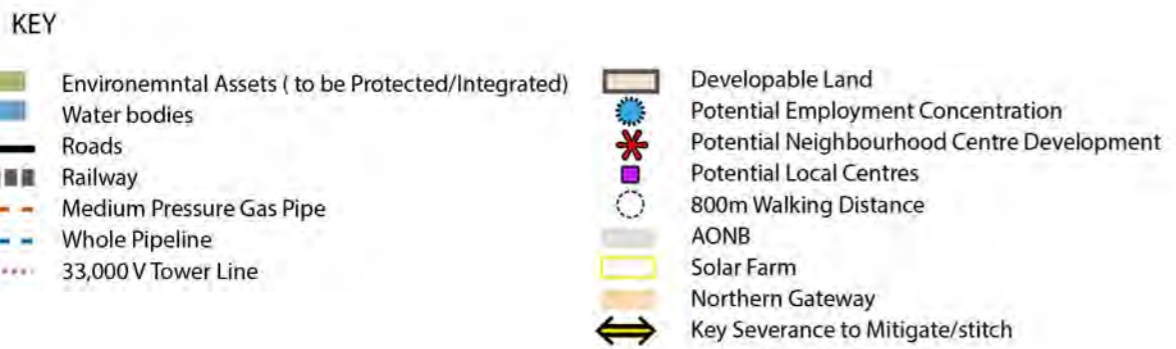 KEY
Environemntal Assets ( to be Protected/Integrated)
Water bodies
Roads
Railway
Medium Pressure Gas Pipe
Whole Pipeline
33,000 V Tower Line
Developable Land
Potential Employment Concentration
Potential Neighbourhood Centre Development
Potential Local Centres
800m Walking Distance
AONB
Solar Farm
Northern Gateway
Key Severance to Mitigate/stitch